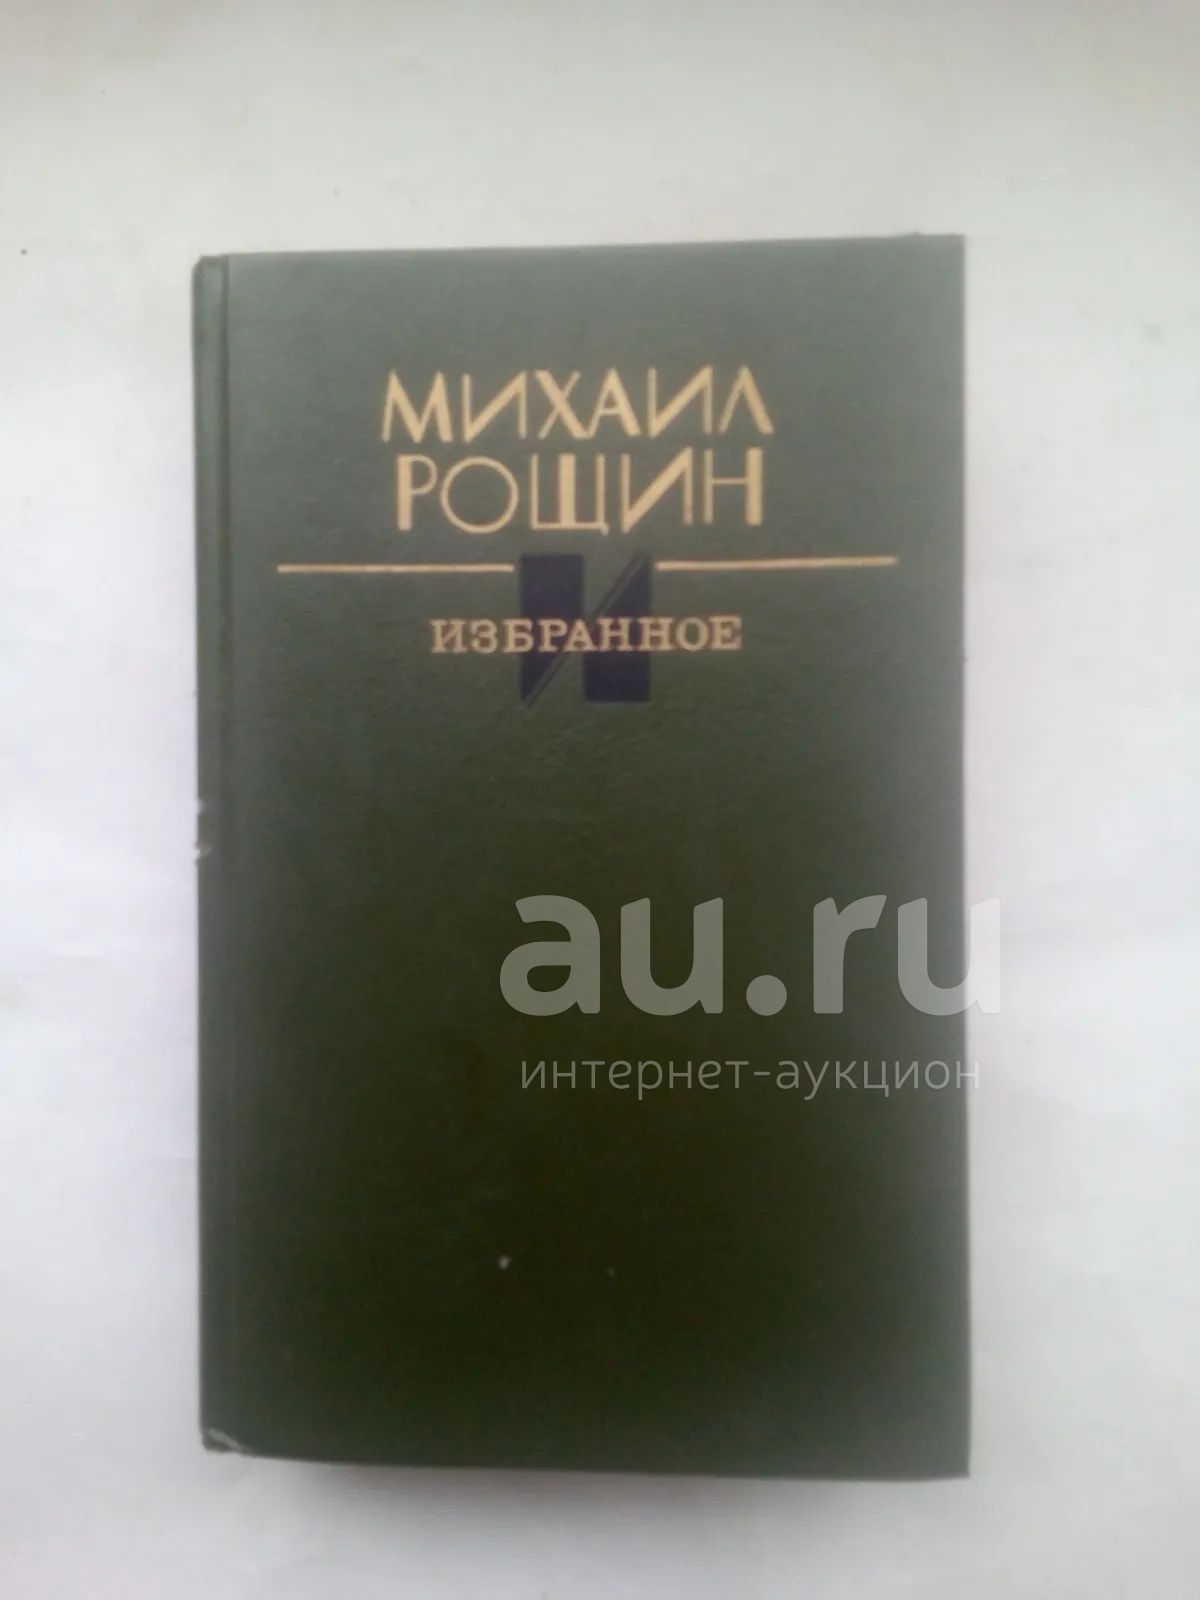 МИХАИЛ
РОЩИН
И
ИЗБРАННОЕ
au.ru
интернет-аукцион